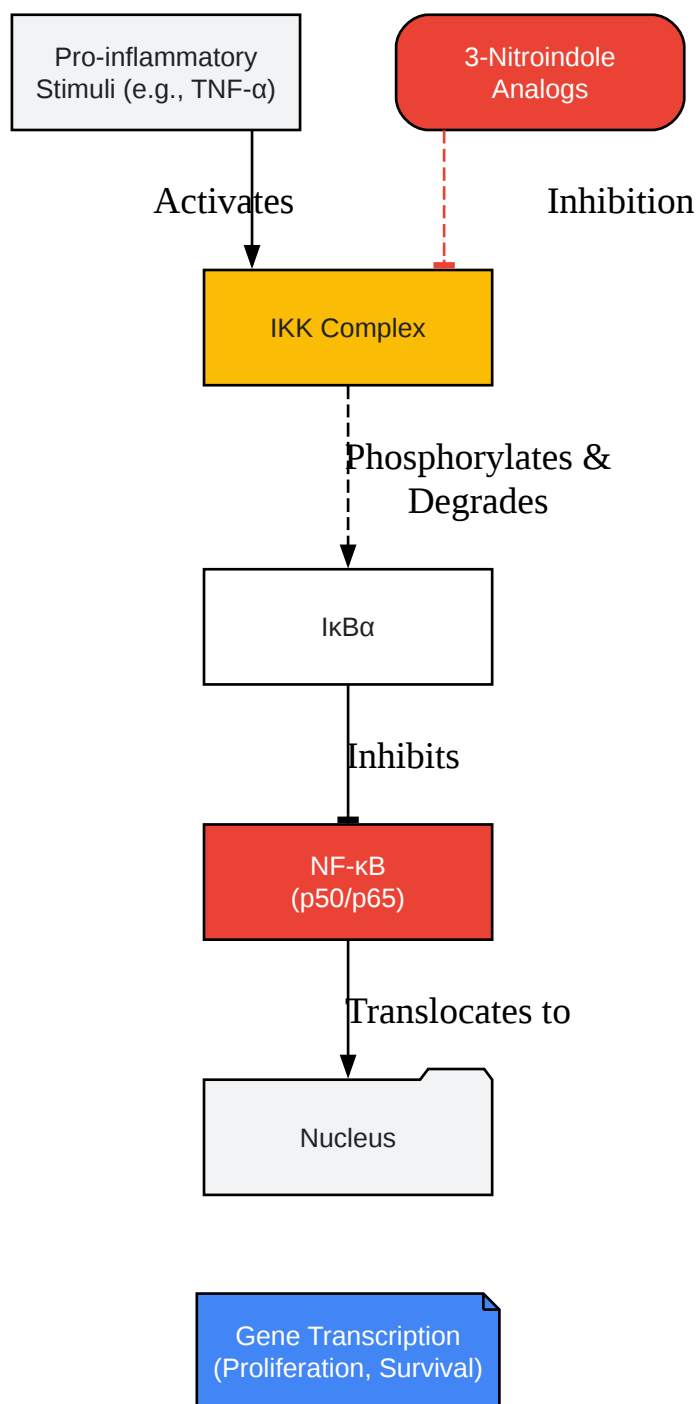 Pro-inflammatory
Stimuli (e.g., TNF-α)
3-Nitroindole
Analogs
Activates
Inhibition
IKK Complex
Phosphorylates &
Degrades
IκBα
Inhibits
NF-κB
(p50/p65)
Translocates to
Nucleus
Gene Transcription
(Proliferation, Survival)